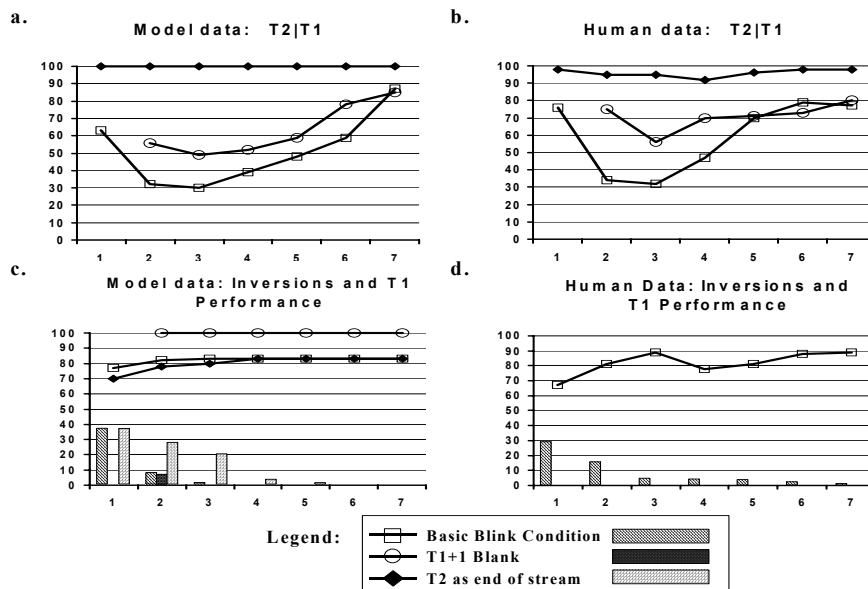 a.
Model data: T2|T1
100
90
80
70
60
50
40
30
20
10
0
1 2 3 4 5 6 7
b.
Human data: T2|T1
100
90
80
70
60
50
40
30
20
10
0
1 2 3 4 5 6 7
c.
Model data: Inversions and T1
Performance
100
90
80
70
60
50
40
30
20
10
0
1 2 3 4 5 6 7
d.
Human Data: Inversions and
T1 Performance
100
90
80
70
60
50
40
30
20
10
0
1 2 3 4 5 6 7
Legend:
Basic Blink Condition
T1+1 Blank
T2 as end of stream